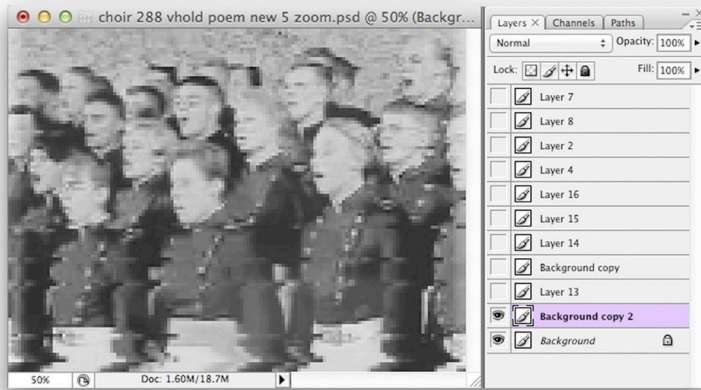 choir 288 vhold poem new 5 zoom.psd @ 50% (Backgr...
50%
Doc: 1.60M/18.7M
Layers × Channels Paths
Normal Opacity: 100%
Lock: Fill: 100%
Layer 7
Layer 8
Layer 2
Layer 4
Layer 16
Layer 15
Layer 14
Background copy
Layer 13
Background copy 2
Background